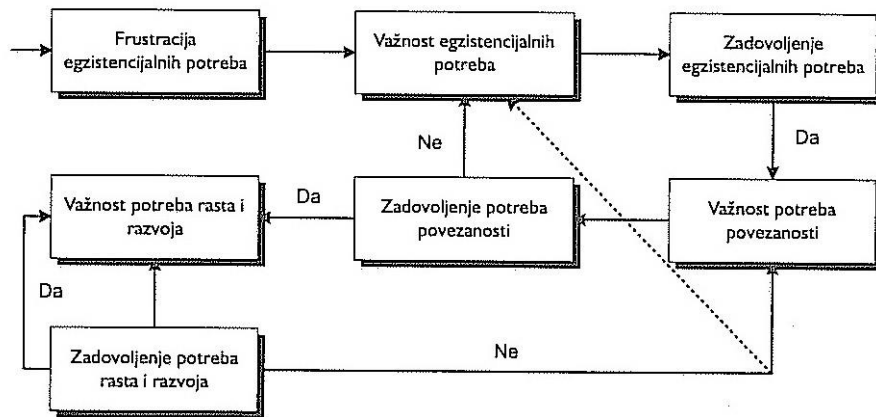 Frustracija
egzistencijalnih potreba
Važnost egzistencijalnih
potreba
Zadovoljenje
egzistencijalnih potreba
Ne
Da
Važnost potreba rasta i
razvoja
Da
Zadovoljenje potreba
povezanosti
Važnost potreba
povezanosti
Da
Zadovoljenje potreba
rasta i razvoja
Ne